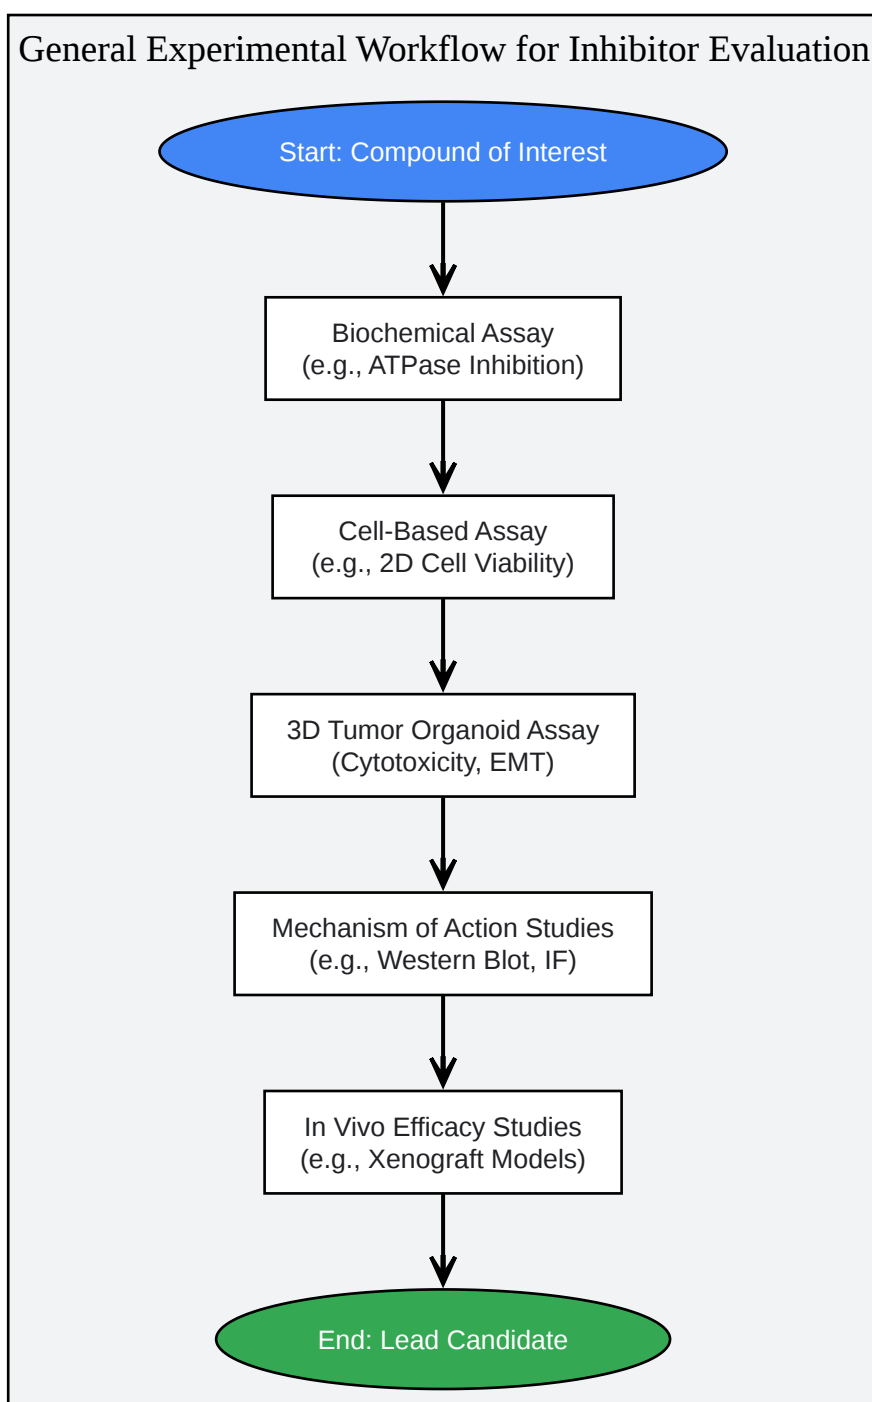 General Experimental Workflow for Inhibitor Evaluation
Start: Compound of Interest
Biochemical Assay
(e.g., ATPase Inhibition)
Cell-Based Assay
(e.g., 2D Cell Viability)
3D Tumor Organoid Assay
(Cytotoxicity, EMT)
Mechanism of Action Studies
(e.g., Western Blot, IF)
In Vivo Efficacy Studies
(e.g., Xenograft Models)
End: Lead Candidate